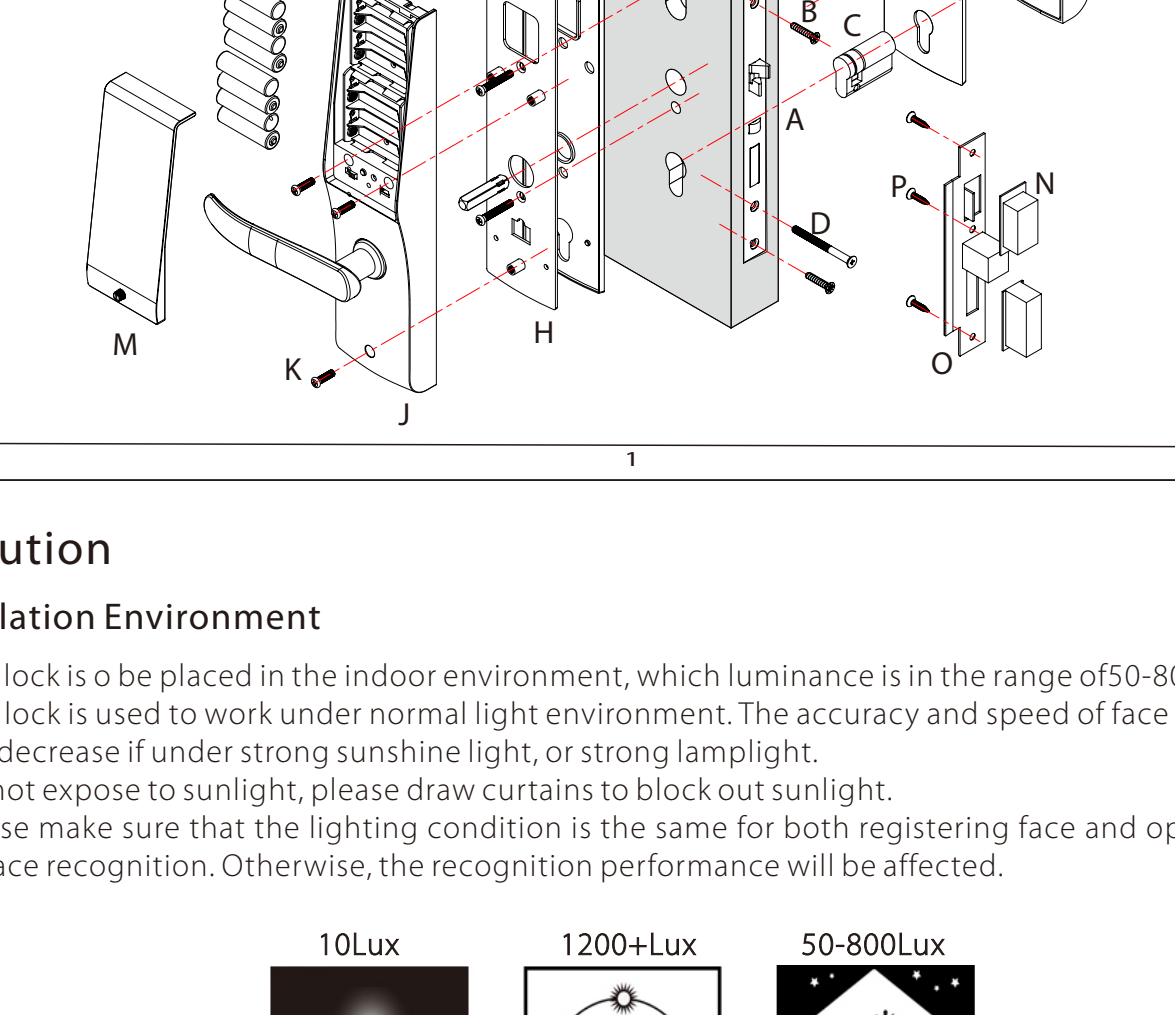 B
C
A
P
N
D
H
M
O
K
J
1
ution
lation Environment
lock is o be placed in the indoor environment, which luminance is in the range of50-80
lock is used to work under normal light environment. The accuracy and speed of face
decrease if under strong sunshine light, or strong lamplight.
not expose to sunlight, please draw curtains to block out sunlight.
se make sure that the lighting condition is the same for both registering face and op
ace recognition. Otherwise, the recognition performance will be affected.
10Lux 1200+Lux 50-800Lux